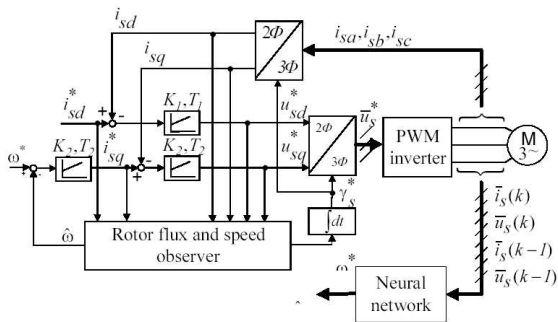 i_sd
2Φ
3Φ
i_sa, i_sb, i_sc
i_sq
i*_sd
+
-
K_1,T_1
u*_sd
ω*
K_2,T_2
i*_sq
-
+
K_2,T_2
u*_sq
2Φ
3Φ
ū*_s
PWM
inverter
M
3~
γ*_s
∫dt
ω̂
Rotor flux and speed
observer
ī_s(k)
ū_s(k)
ī_s(k-1)
ū_s(k-1)
ω*
Neural
network